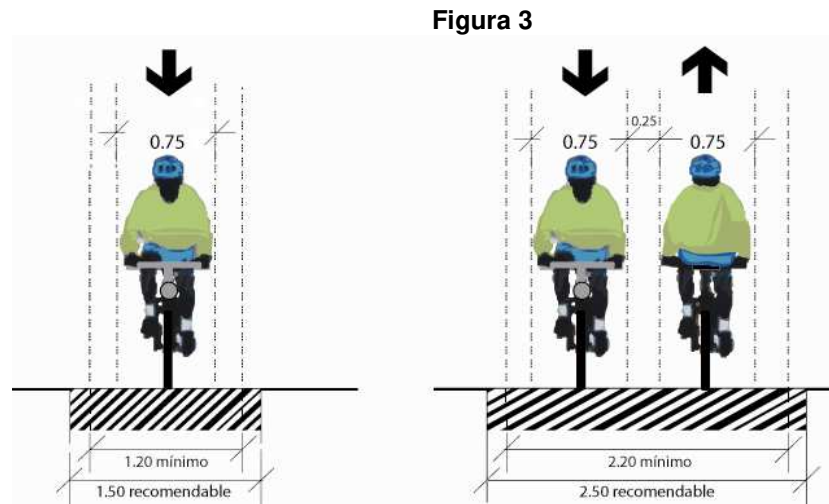 Figura 3
0.75
0.75
0.25
0.75
1.20 mínimo
1.50 recomendable
2.20 mínimo
2.50 recomendable